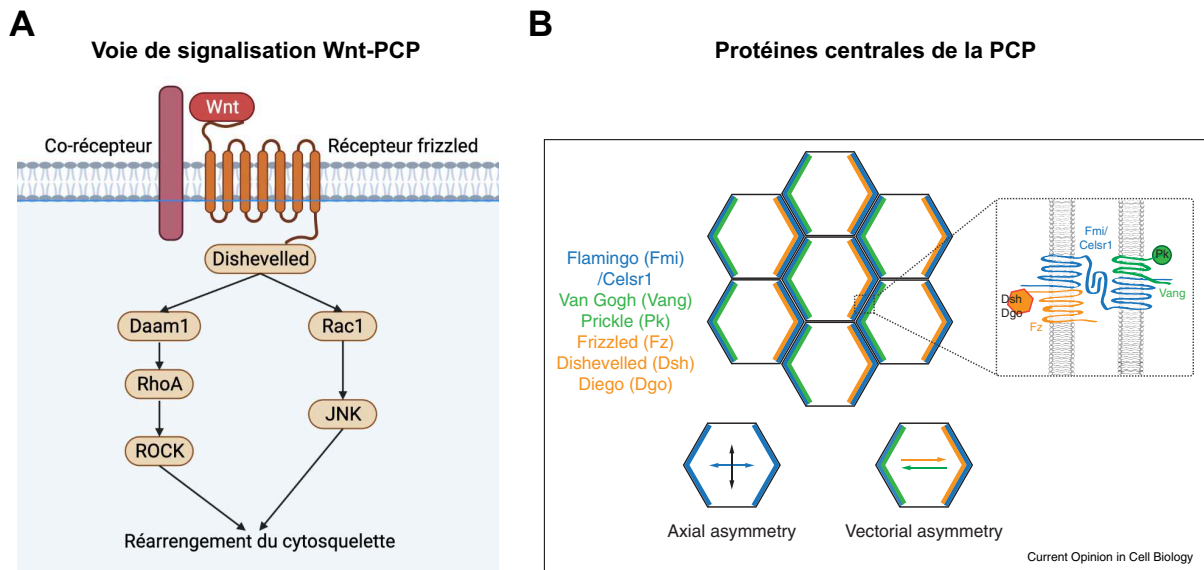 A
Voie de signalisation Wnt-PCP
Wnt
Co-récepteur
Récepteur frizzled
Dishevelled
Daam1
Rac1
RhoA
JNK
ROCK
Réarrengement du cytosquelette
B
Protéines centrales de la PCP
Flamingo (Fmi)
/Celsr1
Van Gogh (Vang)
Prickle (Pk)
Frizzled (Fz)
Dishevelled (Dsh)
Diego (Dgo)
Fmi/
Celsr1
Pk
Vang
Dsh
Dgo
Fz
Axial asymmetry
Vectorial asymmetry
Current Opinion in Cell Biology